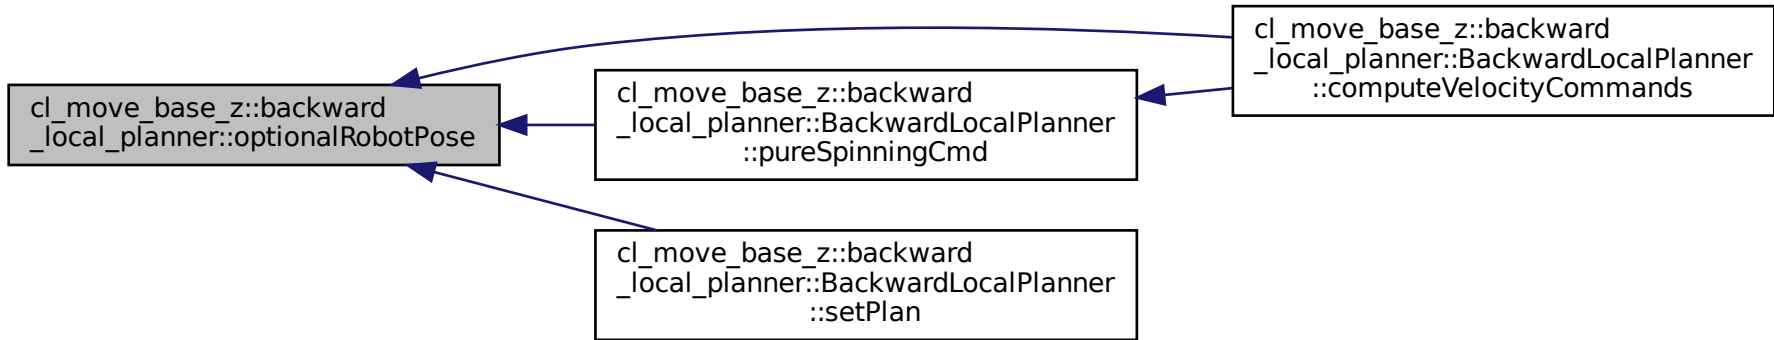 cl_move_base_z::backward
_local_planner::optionalRobotPose
cl_move_base_z::backward
_local_planner::BackwardLocalPlanner
::pureSpinningCmd
cl_move_base_z::backward
_local_planner::BackwardLocalPlanner
::setPlan
cl_move_base_z::backward
_local_planner::BackwardLocalPlanner
::computeVelocityCommands